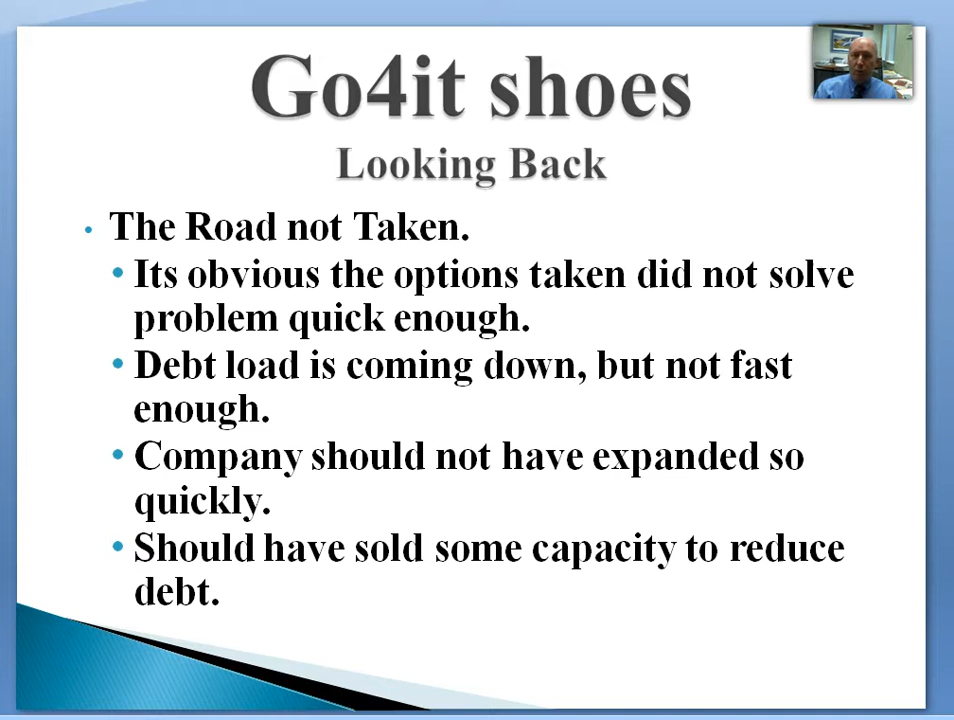 Go4it shoes
Looking Back
• The Road not Taken.
• Its obvious the options taken did not solve
problem quick enough.
• Debt load is coming down, but not fast
enough.
• Company should not have expanded so
quickly.
• Should have sold some capacity to reduce
debt.